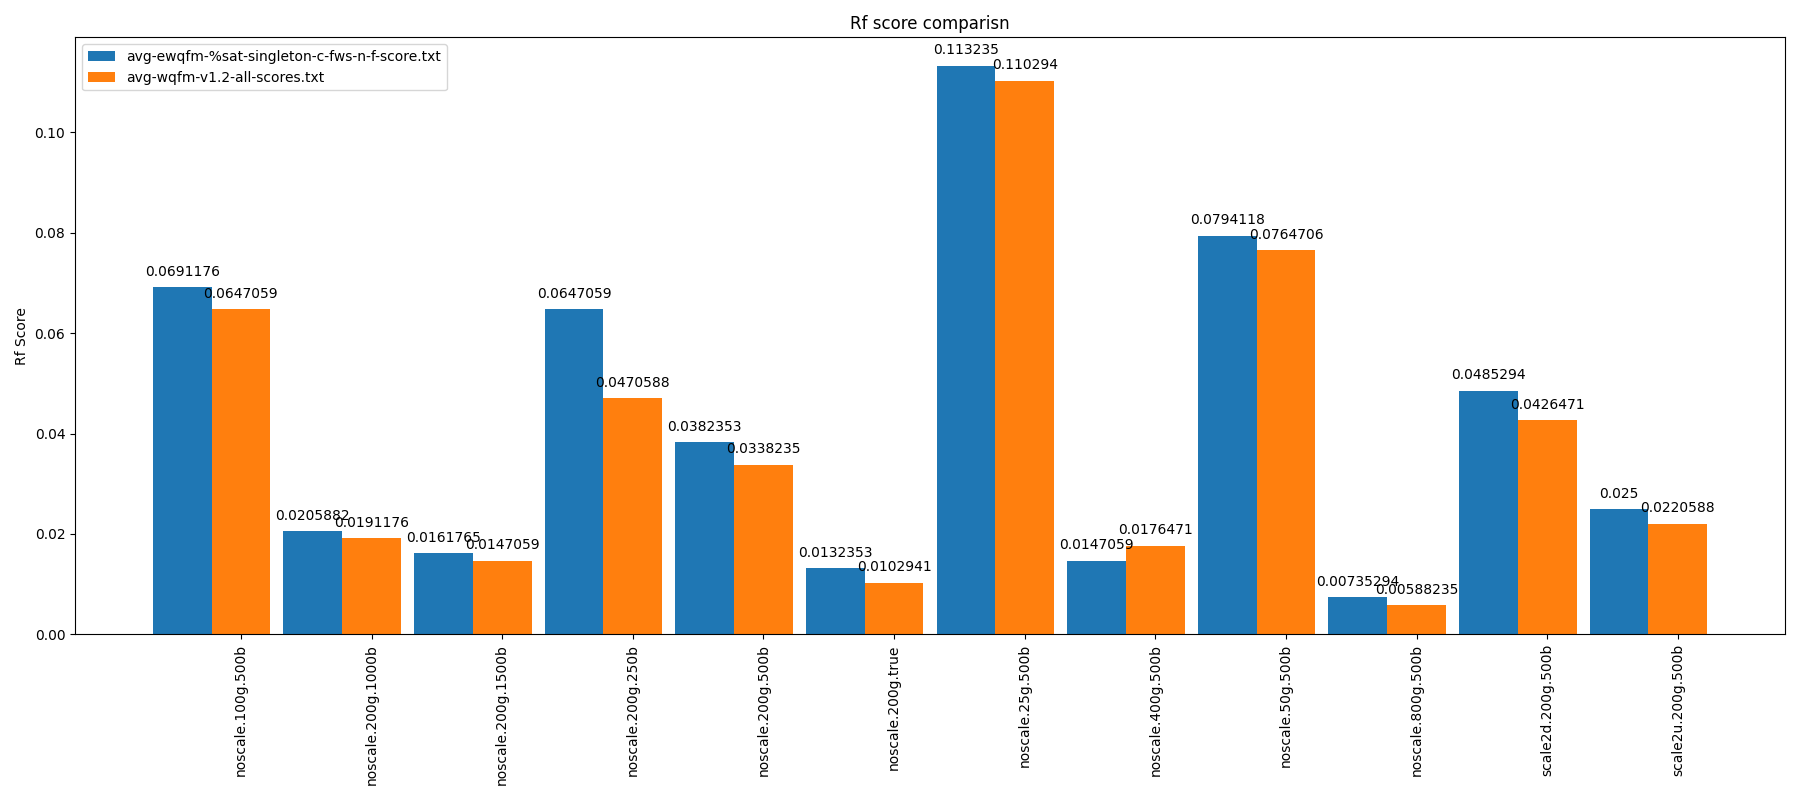 Rf score comparisn
avg-ewqfm-%sat-singleton-c-fws-n-f-score.txt
avg-wqfm-v1.2-all-scores.txt
Rf Score
0.10
0.08
0.06
0.04
0.02
0.00
0.0691176
0.0647059
0.0205882
0.0191176
0.0161765
0.0147059
0.0647059
0.0470588
0.0382353
0.0338235
0.0132353
0.0102941
0.113235
0.110294
0.0147059
0.0176471
0.0794118
0.0764706
0.00735294
0.00588235
0.0485294
0.0426471
0.025
0.0220588
noscale.100g.500b
noscale.200g.1000b
noscale.200g.1500b
noscale.200g.250b
noscale.200g.500b
noscale.200g.true
noscale.25g.500b
noscale.400g.500b
noscale.50g.500b
noscale.800g.500b
scale2d.200g.500b
scale2u.200g.500b